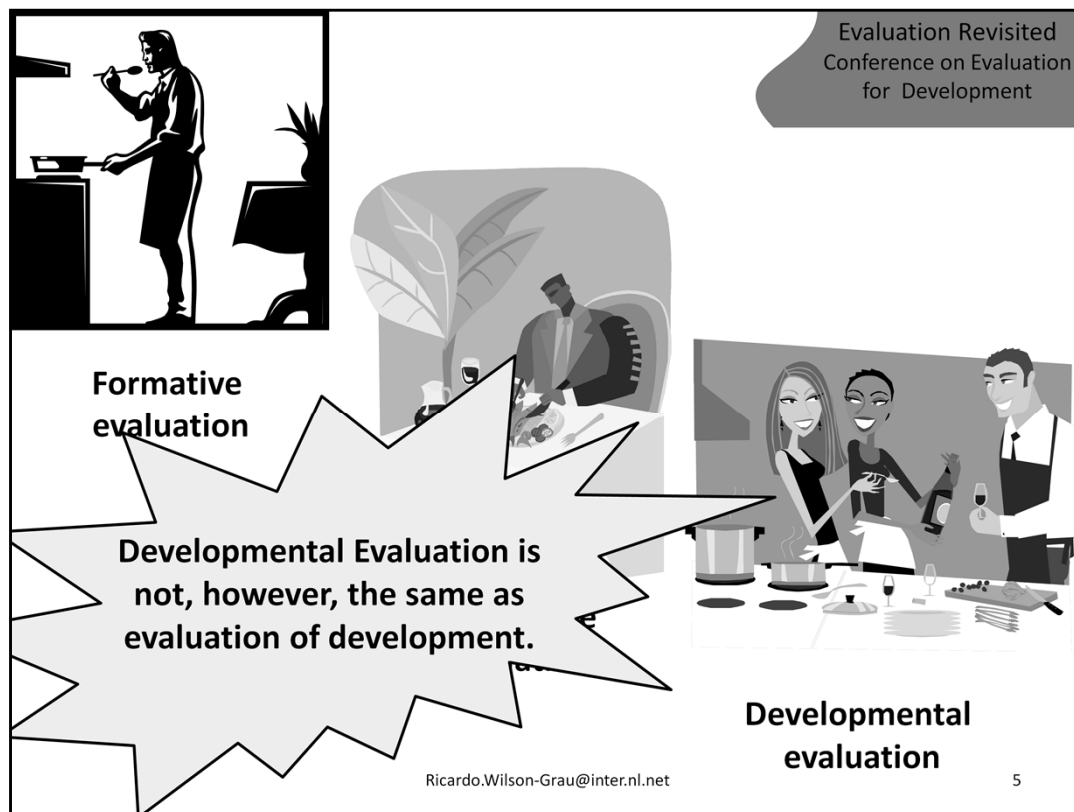 Evaluation Revisited
Conference on Evaluation
for Development
Formative
evaluation
Developmental Evaluation is
not, however, the same as
evaluation of development.
Developmental
evaluation
Ricardo.Wilson-Grau@inter.nl.net
5